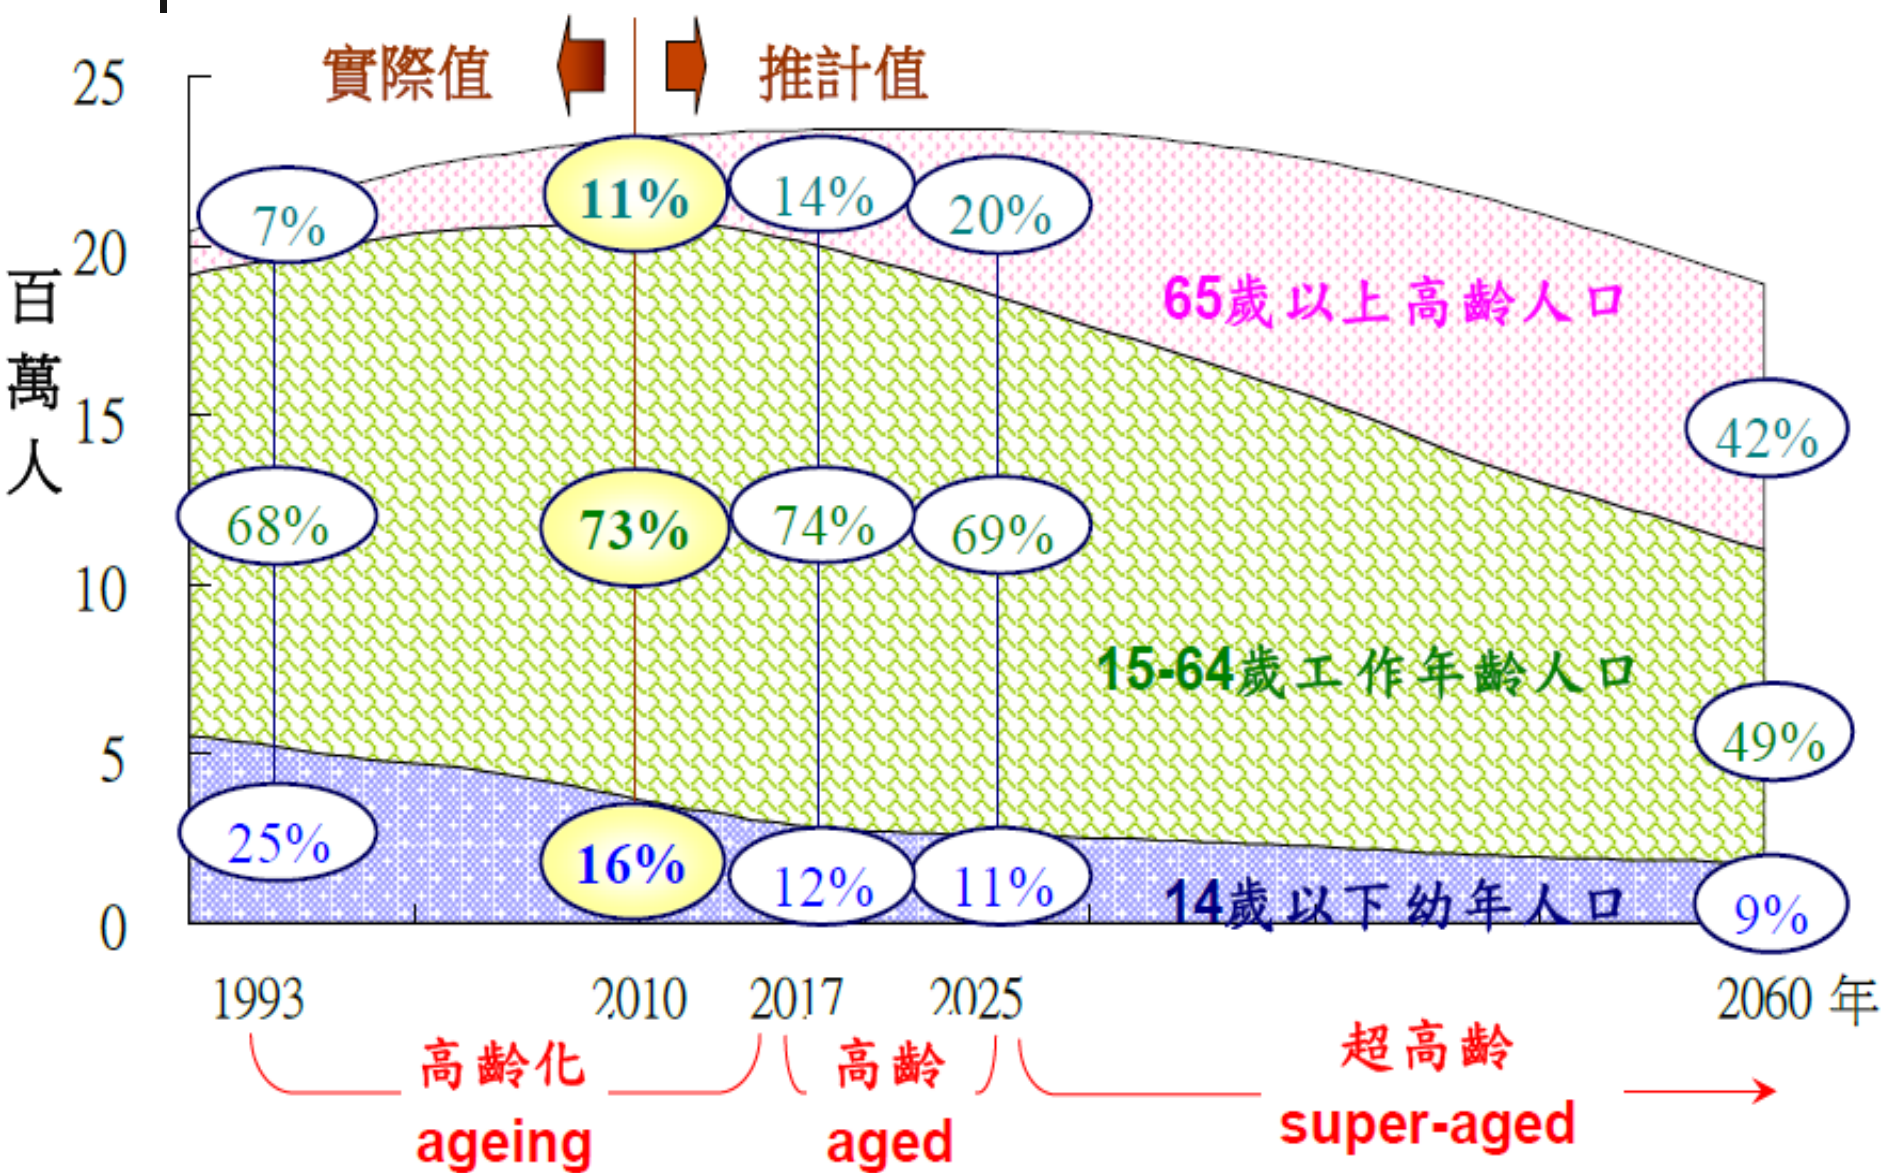 實際值
推計值
百萬人
25
20
15
10
5
0
7%
11%
14%
20%
65歲以上高齡人口
42%
68%
73%
74%
69%
15-64歲工作年齡人口
49%
25%
16%
12%
11%
14歲以下幼年人口
9%
1993
2010
2017
2025
2060 年
高齡化
ageing
高齡
aged
超高齡
super-aged